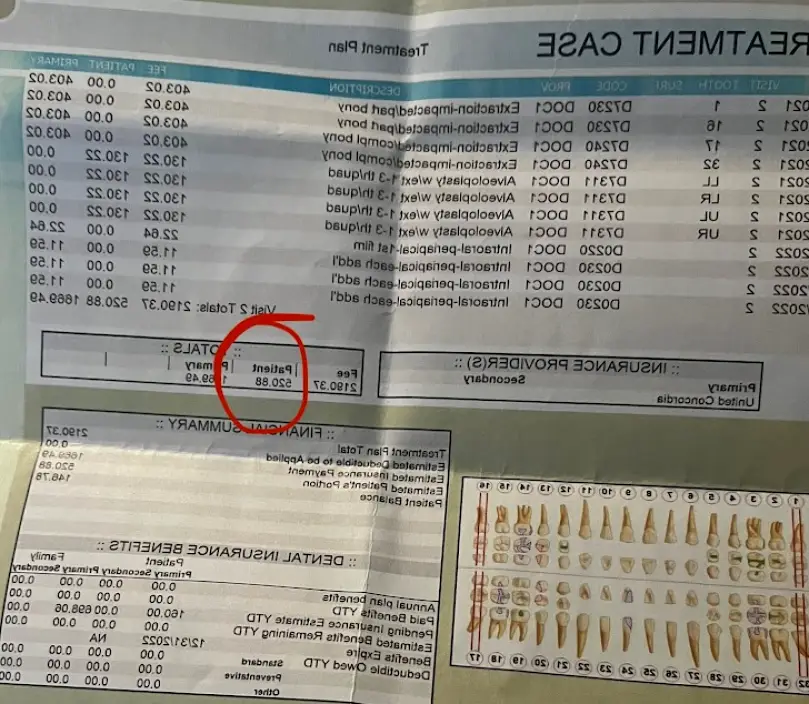 REATMENT CASE Treatment Plan
VISIT TOOTH SURF CODE PROV DESCRIPTION FEE PATIENT PRIMARY
021 2 1 D7230 DOC1 Extraction-impacted/part bony 403.02 0.00 403.02
2021 2 16 D7230 DOC1 Extraction-impacted/part bony 403.02 0.00 403.02
2021 2 17 D7240 DOC1 Extraction-impacted/compl bony 403.02 0.00 403.02
2021 2 32 D7240 DOC1 Extraction-impacted/compl bony 403.02 0.00 403.02
2021 2 LL D7311 DOC1 Alveoloplasty w/ext 1-3 th/quad 130.22 130.22 0.00
2021 2 LR D7311 DOC1 Alveoloplasty w/ext 1-3 th/quad 130.22 130.22 0.00
2021 2 UL D7311 DOC1 Alveoloplasty w/ext 1-3 th/quad 130.22 130.22 0.00
2021 2 UR D7311 DOC1 Alveoloplasty w/ext 1-3 th/quad 130.22 130.22 0.00
2022 2 D0220 DOC1 Intraoral-periapical-1st film 22.64 0.00 22.64
2022 2 D0230 DOC1 Intraoral-periapical-each add'l 11.59 0.00 11.59
2022 2 D0230 DOC1 Intraoral-periapical-each add'l 11.59 0.00 11.59
/2022 2 D0230 DOC1 Intraoral-periapical-each add'l 11.59 0.00 11.59
Visit 2 Totals: 2190.37 520.88 1669.49
:: INSURANCE PROVIDER(S) ::
Primary Secondary
United Concordia
:: TOTALS ::
Fee | Patient | Primary | |
2190.37 520.88 1669.49
:: FINANCIAL SUMMARY ::
Treatment Plan Total 2190.37
Estimated Deductible to be Applied 0.00
Estimated Insurance Payment 1669.49
Estimated Patient's Portion 520.88
Patient Balance 146.78
:: DENTAL INSURANCE BENEFITS ::
Patient Family
Primary Secondary Primary Secondary
Annual plan benefits 0.00 0.00 0.00 0.00
Paid Benefits YTD 160.00 0.00 698.06 0.00
Pending Insurance Estimate YTD 0.00 0.00
Estimated Benefits Remaining YTD 0.00 0.00
Benefits Expire 12/31/2022 NA
Deductible Owed YTD Standard 0.00 0.00 0.00 0.00
Preventative 0.00 0.00 0.00 0.00
Other 0.00 0.00 0.00 0.00
1 2 3 4 5 6 7 8 9 10 11 12 13 14 15 16
32 31 30 29 28 27 26 25 24 23 22 21 20 19 18 17